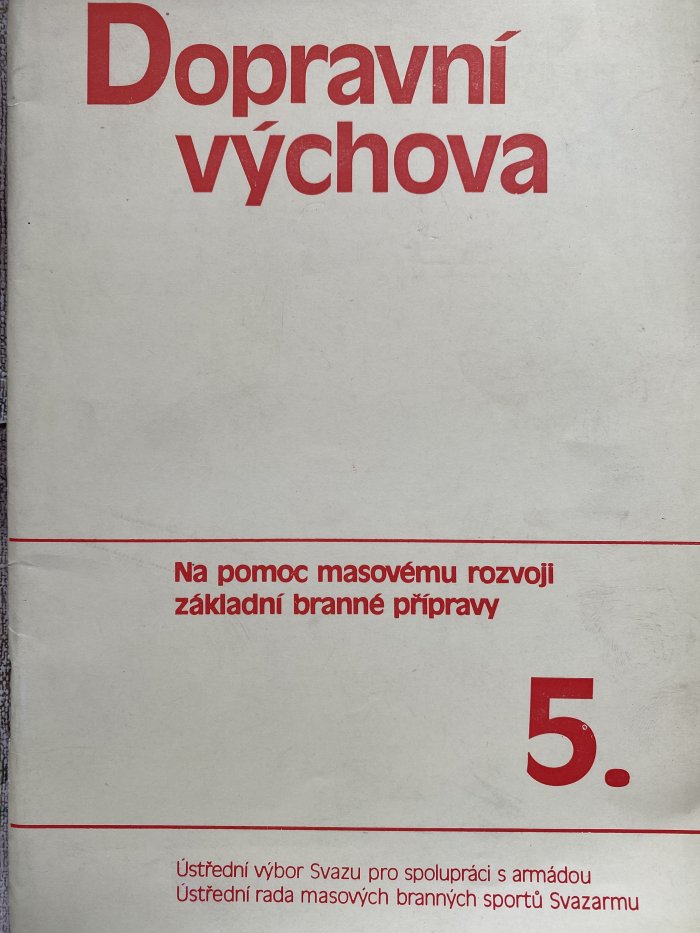 Dopravní
výchova
Na pomoc masovému rozvoji
základní branné přípravy
5.
Ústřední výbor Svazu pro spolupráci s armádou
Ústřední rada masových branných sportů Svazarmu